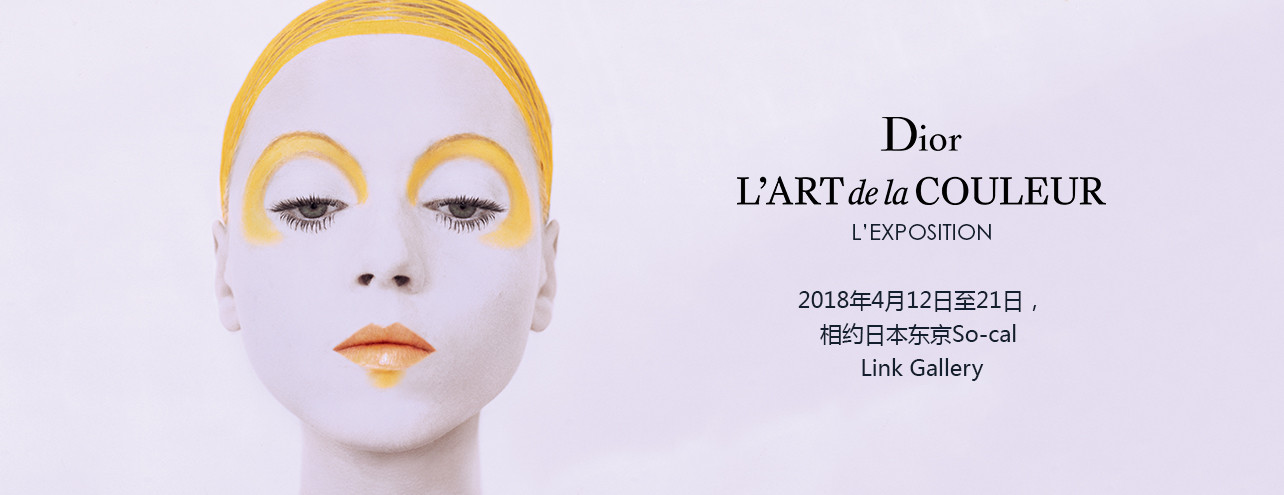 Dior
L’ART de la COULEUR
L’EXPOSITION
2018年4月12日至21日，
相约日本东京So-cal
Link Gallery